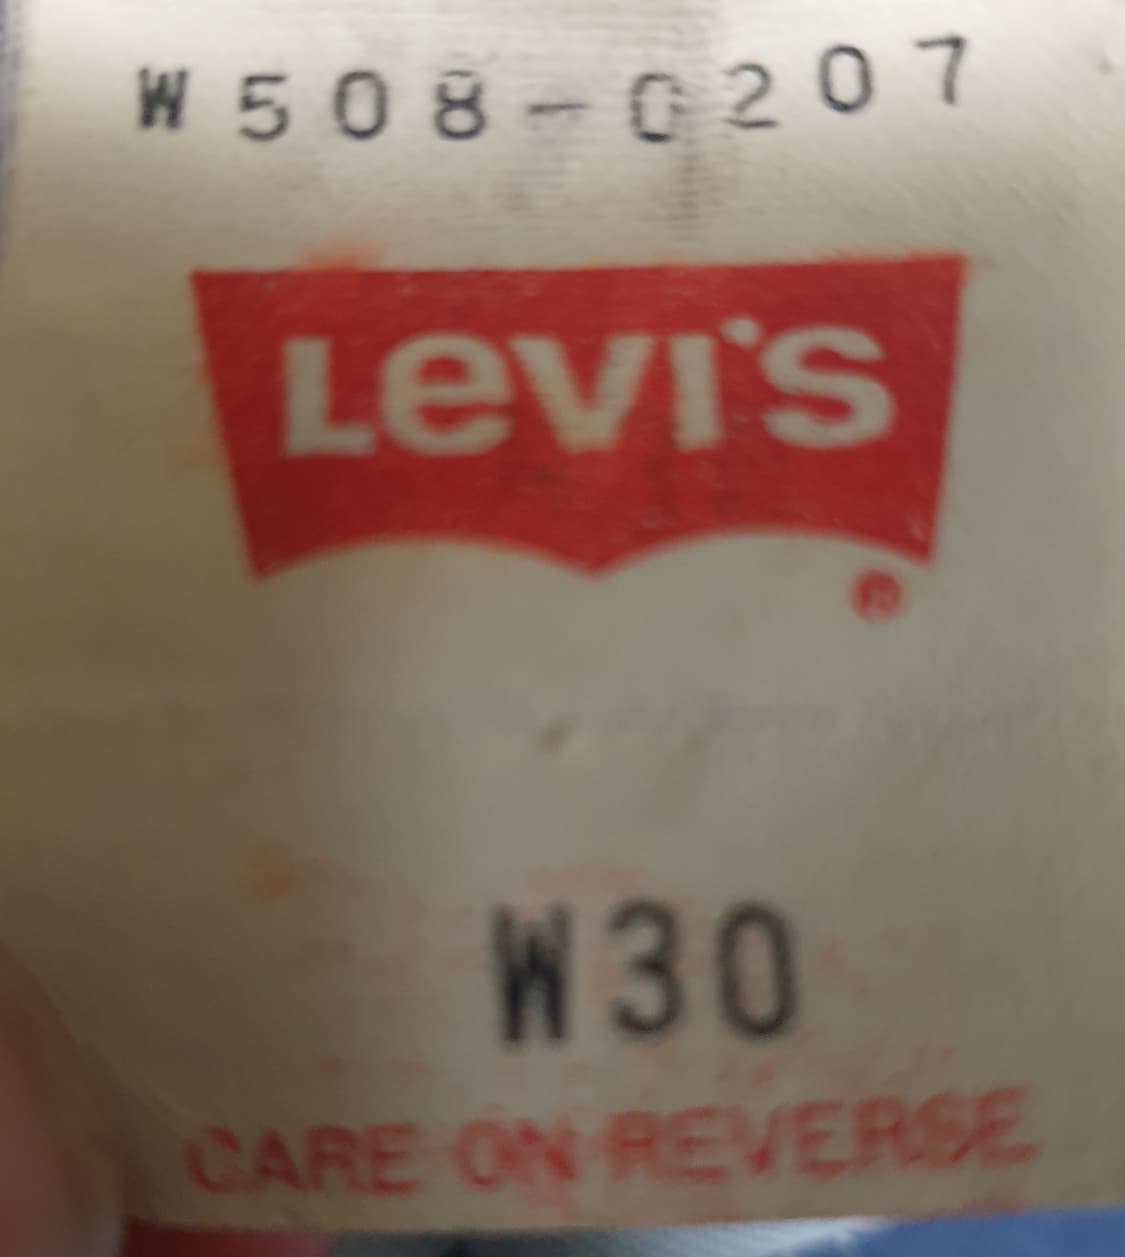 W508-0207
Levi's
®
W30
CARE ON REVERSE